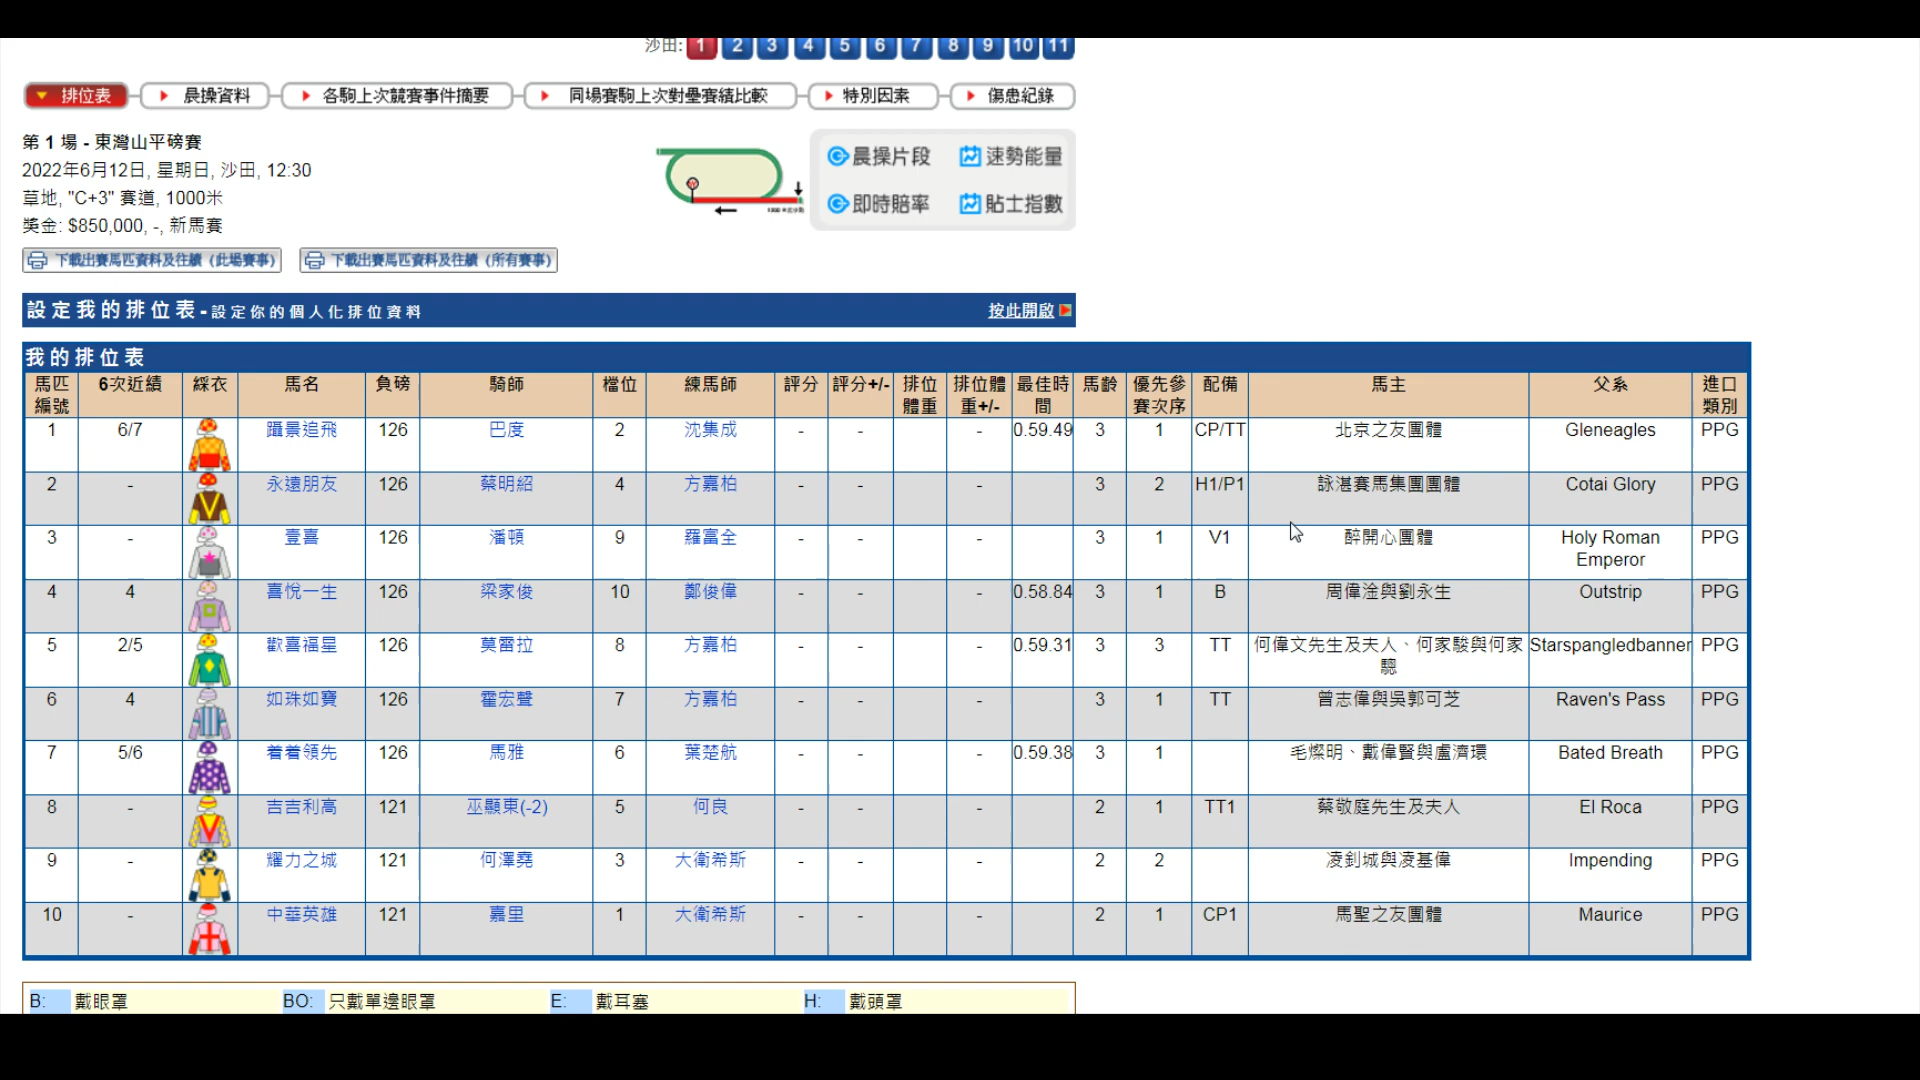 沙田: 1 2 3 4 5 6 7 8 9 10 11
排位表 晨操資料 各駒上次競賽事件摘要 同場賽駒上次對壘賽績比較 特別因素 傷患紀錄
第 1 場 - 東灣山平磅賽
2022年6月12日, 星期日, 沙田, 12:30
草地, "C+3" 賽道, 1000米
獎金: $850,000, -, 新馬賽
晨操片段 速勢能量
即時賠率 貼士指數
下載出賽馬匹資料及往績 (此場賽事) 下載出賽馬匹資料及往績 (所有賽事)
設定我的排位表 - 設定你的個人化排位資料 按此開啟
我的排位表
馬匹編號 6次近績 綵衣 馬名 負磅 騎師 檔位 練馬師 評分 評分+/- 排位體重 排位體重+/- 最佳時間 馬齡 優先參賽次序 配備 馬主 父系 進口類別
1 6/7 躡景追飛 126 巴度 2 沈集成 - - - 0.59.49 3 1 CP/TT 北京之友團體 Gleneagles PPG
2 - 永遠朋友 126 蔡明紹 4 方嘉柏 - - - 3 2 H1/P1 詠湛賽馬集團團體 Cotai Glory PPG
3 - 壹喜 126 潘頓 9 羅富全 - - - 3 1 V1 醉開心團體 Holy Roman Emperor PPG
4 4 喜悅一生 126 梁家俊 10 鄭俊偉 - - - 0.58.84 3 1 B 周偉淦與劉永生 Outstrip PPG
5 2/5 歡喜福星 126 莫雷拉 8 方嘉柏 - - - 0.59.31 3 3 TT 何偉文先生及夫人、何家駿與何家驄 Starspangledbanner PPG
6 4 如珠如寶 126 霍宏聲 7 方嘉柏 - - - 3 1 TT 曾志偉與吳郭可芝 Raven's Pass PPG
7 5/6 着着領先 126 馬雅 6 葉楚航 - - - 0.59.38 3 1 毛燦明、戴偉賢與盧濟環 Bated Breath PPG
8 - 吉吉利高 121 巫顯東(-2) 5 何良 - - - 2 1 TT1 蔡敬庭先生及夫人 El Roca PPG
9 - 耀力之城 121 何澤堯 3 大衛希斯 - - - 2 2 凌釗城與凌基偉 Impending PPG
10 - 中華英雄 121 嘉里 1 大衛希斯 - - - 2 1 CP1 馬聖之友團體 Maurice PPG
B: 戴眼罩 BO: 只戴單邊眼罩 E: 戴耳塞 H: 戴頭罩